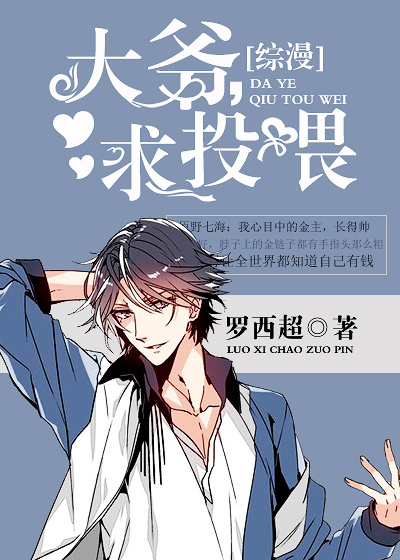 大爷，
[综漫]
DA YE
QIU TOU WEI
求投喂
原野七海：我心目中的金主，长得帅
好，脖子上的金链子都有手指头那么粗
让全世界都知道自己有钱
罗西超◎著
LUO XI CHAO ZUO PIN